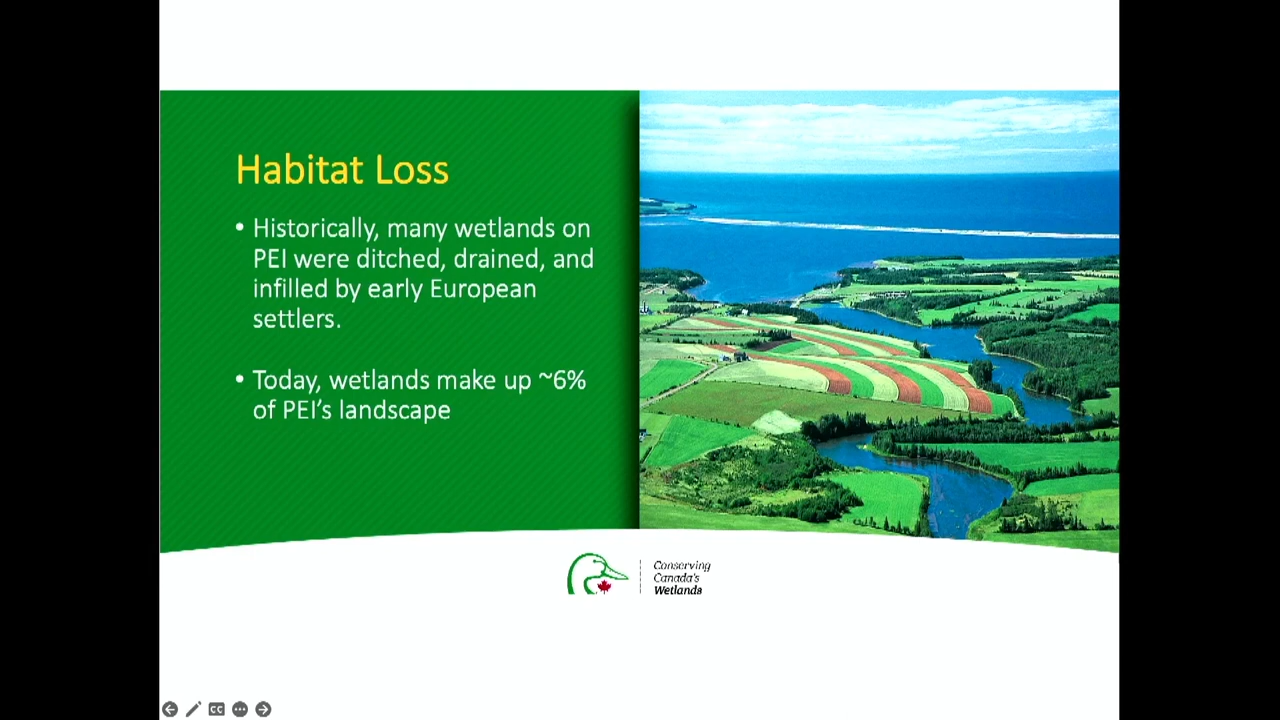 Habitat Loss
• Historically, many wetlands on
PEI were ditched, drained, and
infilled by early European
settlers.
• Today, wetlands make up ~6%
of PEI's landscape
Conserving
Canada's
Wetlands
CC